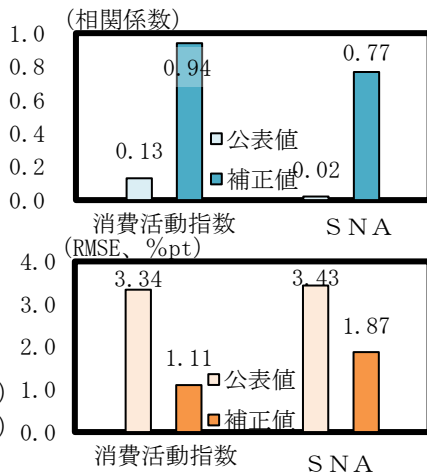 (相関係数)
1.0
0.8
0.6
0.4
0.2
0.0
0.13
0.94
0.02
0.77
公表値
補正値
消費活動指数
ＳＮＡ
(RMSE、%pt)
4.0
3.0
2.0
1.0
0.0
3.34
1.11
3.43
1.87
公表値
補正値
消費活動指数
ＳＮＡ
)
)